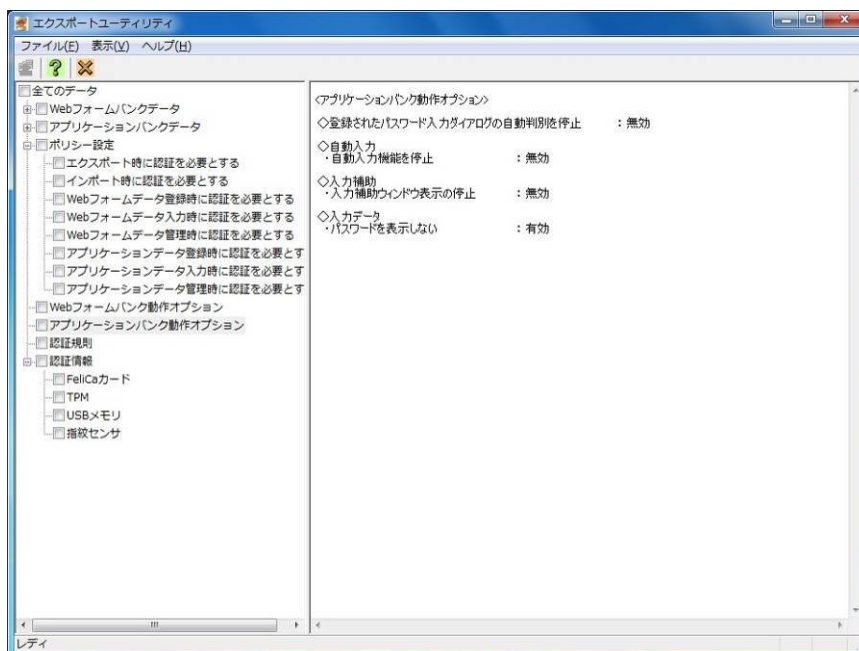 エクスポートユーティリティ
ファイル(F) 表示(V) ヘルプ(H)
全てのデータ
Webフォームバンクデータ
アプリケーションバンクデータ
ポリシー設定
エクスポート時に認証を必要とする
インポート時に認証を必要とする
Webフォームデータ登録時に認証を必要とする
Webフォームデータ入力時に認証を必要とする
Webフォームデータ管理時に認証を必要とする
アプリケーションデータ登録時に認証を必要とす
アプリケーションデータ入力時に認証を必要とす
アプリケーションデータ管理時に認証を必要とす
Webフォームバンク動作オプション
アプリケーションバンク動作オプション
認証規則
認証情報
FeliCaカード
TPM
USBメモリ
指紋センサ
<アプリケーションバンク動作オプション>
◇登録されたパスワード入力ダイアログの自動判別を停止 : 無効
◇自動入力
・自動入力機能を停止 : 無効
◇入力補助
・入力補助ウィンドウ表示の停止 : 無効
◇入力データ
・パスワードを表示しない : 有効
レディ